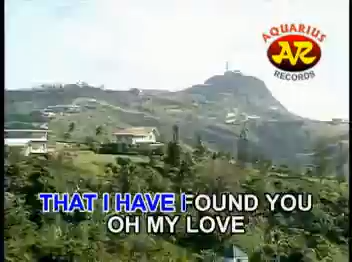 AQUARIUS
AR
RECORDS
THAT I HAVE FOUND YOU
OH MY LOVE